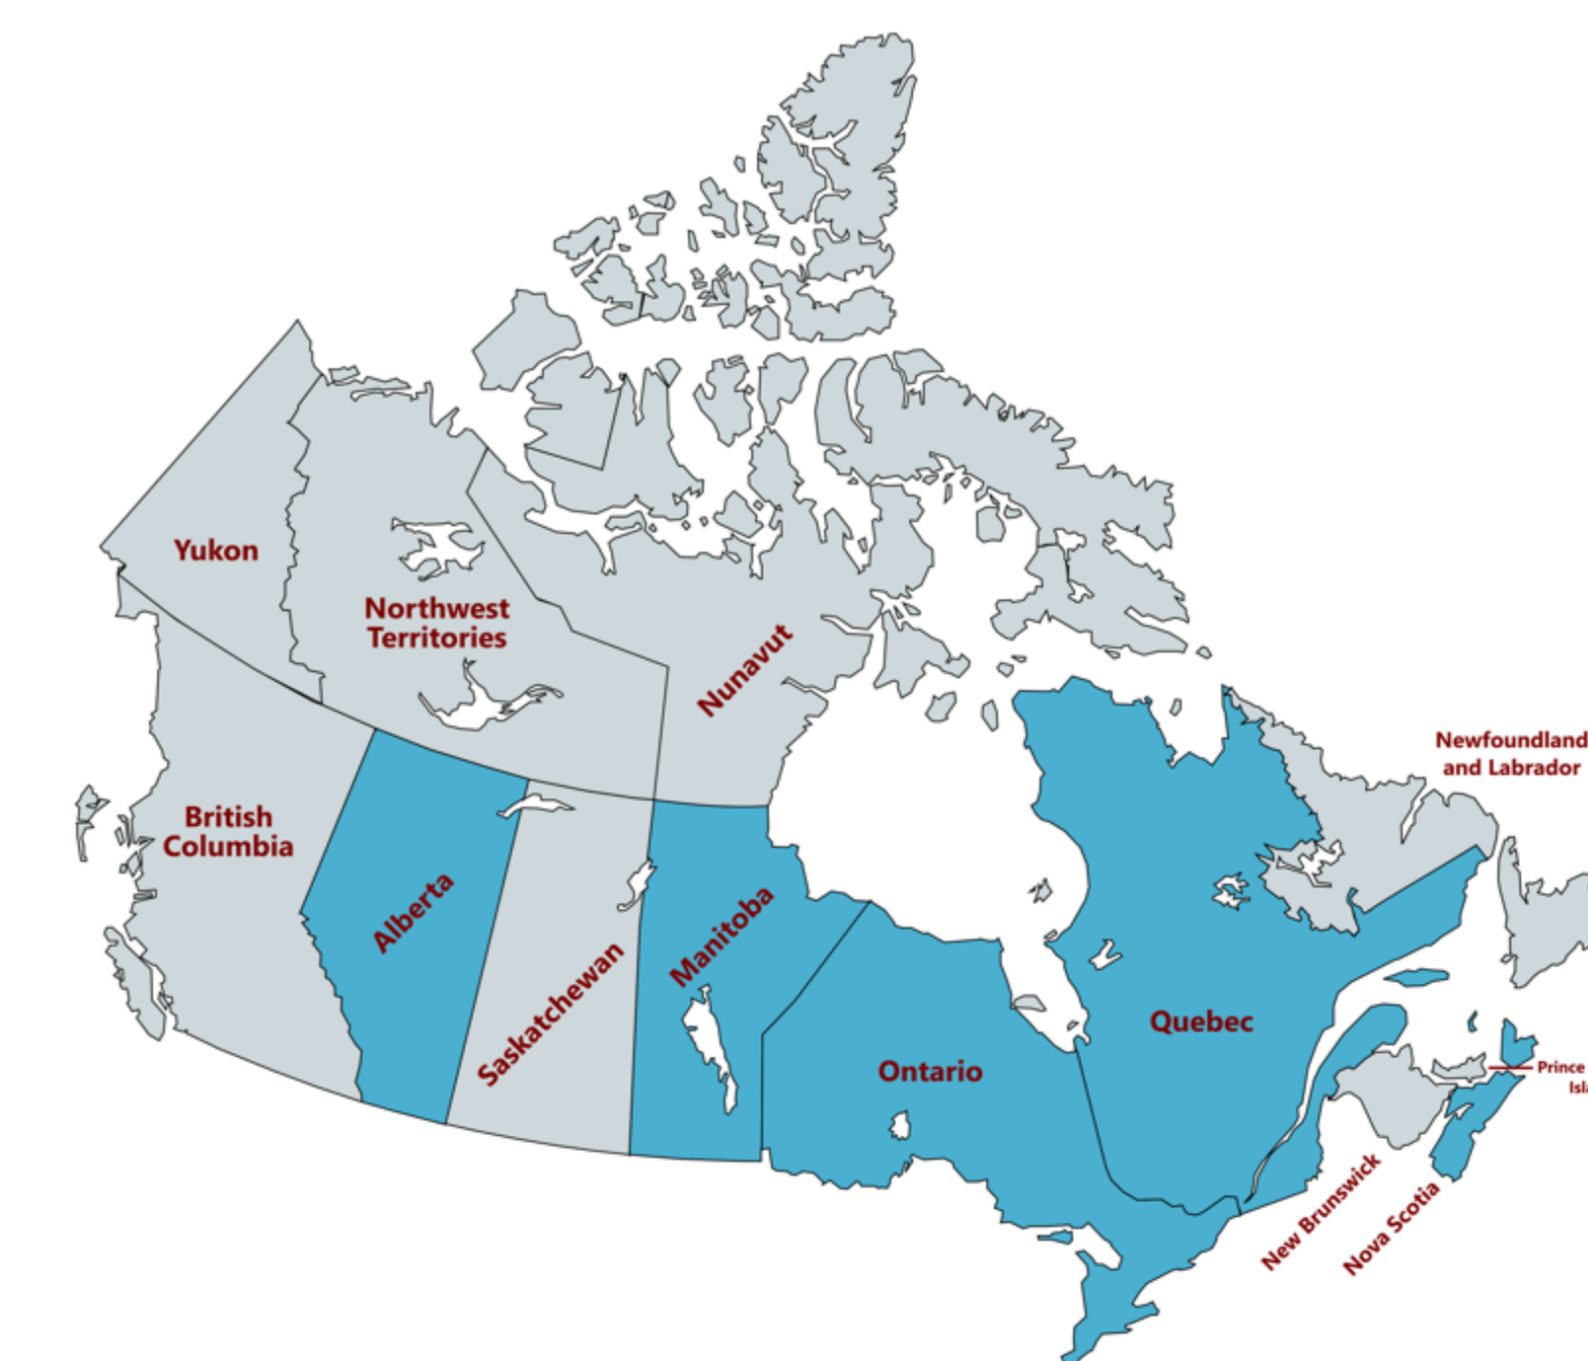 Yukon
Northwest
Territories
Nunavut
British
Columbia
Alberta
Saskatchewan
Manitoba
Ontario
Quebec
Newfoundland
and Labrador
Prince
New Brunswick
Nova Scotia